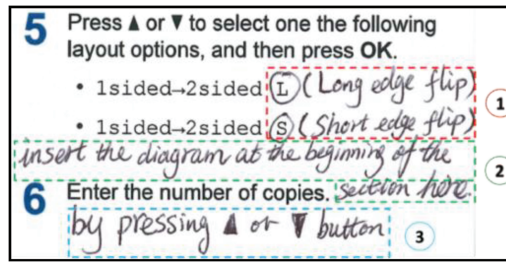 5 Press ▲ or ▼ to select one the following
layout options, and then press OK.
• 1sided→2sided Ⓛ (Long edge flip)
1
• 1sided→2sided Ⓢ (Short edge flip)
insert the diagram at the beginning of the
2
section here.
6 Enter the number of copies.
by pressing ▲ or ▼ button
3